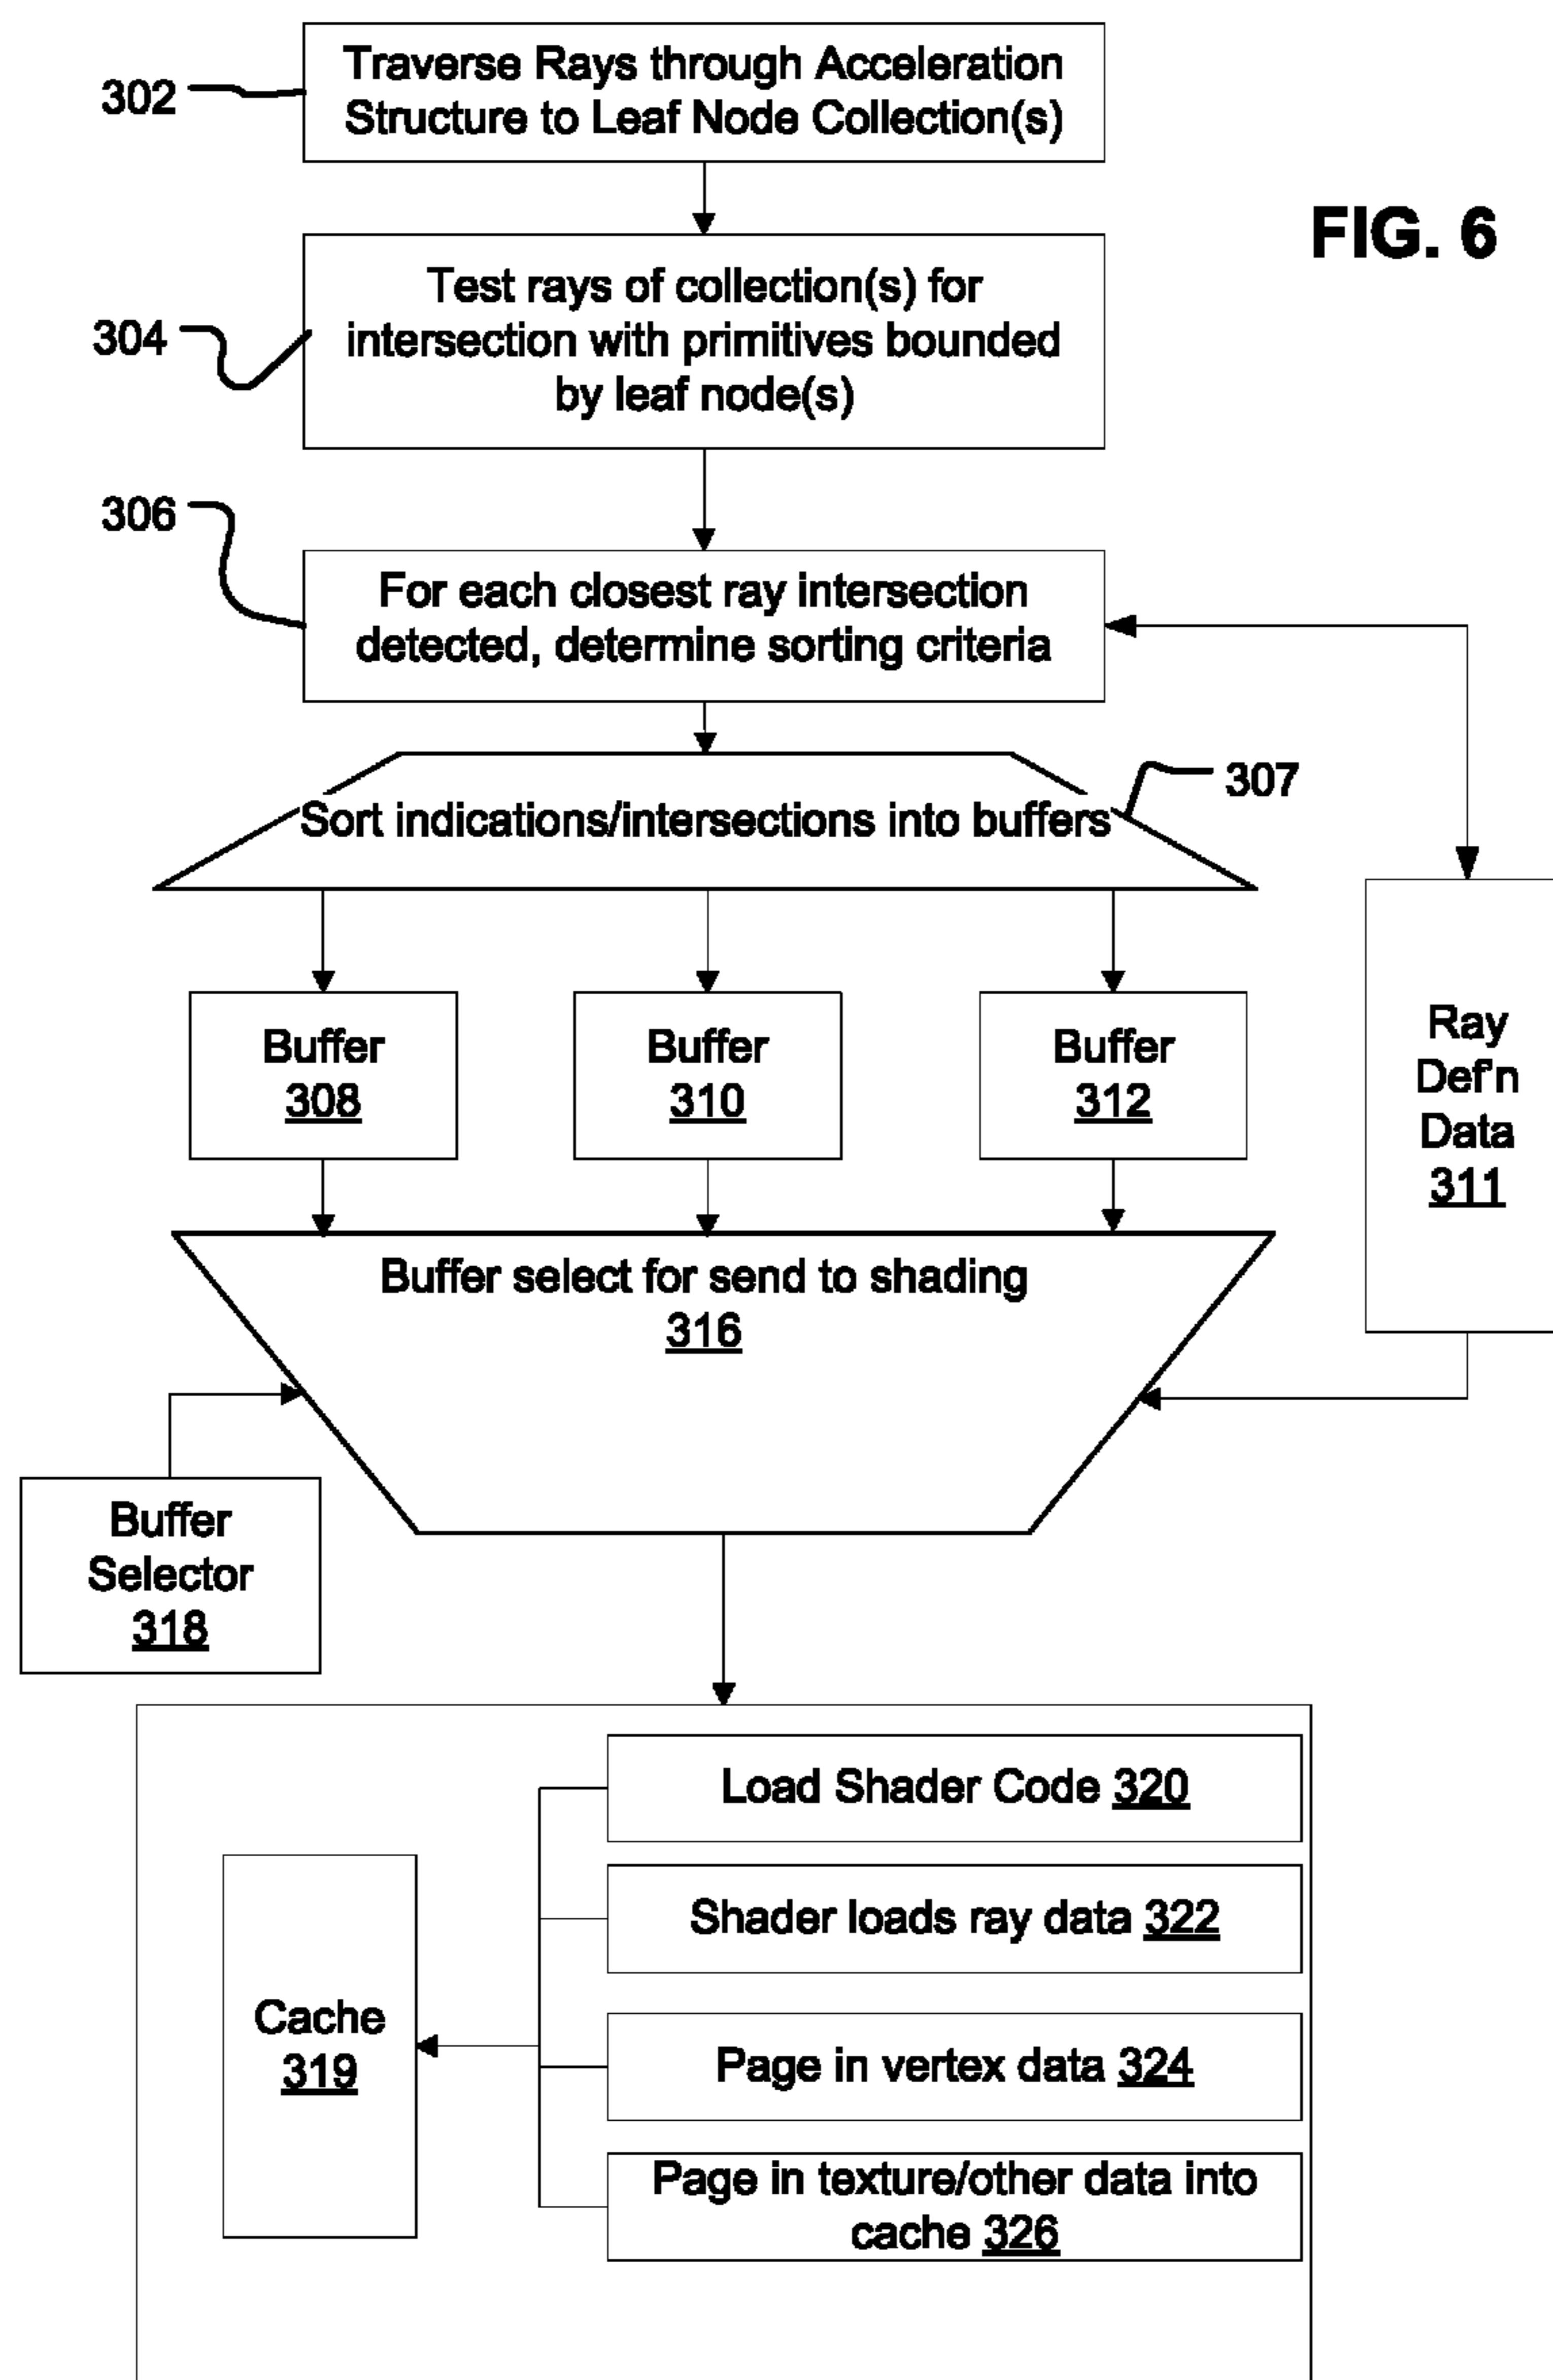 302
Traverse Rays through Acceleration
Structure to Leaf Node Collection(s)
FIG. 6
304
Test rays of collection(s) for
intersection with primitives bounded
by leaf node(s)
306
For each closest ray intersection
detected, determine sorting criteria
307
Sort indications/intersections into buffers
Buffer
308
Buffer
310
Buffer
312
Ray
Def'n
Data
311
Buffer select for send to shading
316
Buffer
Selector
318
Load Shader Code 320
Shader loads ray data 322
Cache
319
Page in vertex data 324
Page in texture/other data into
cache 326